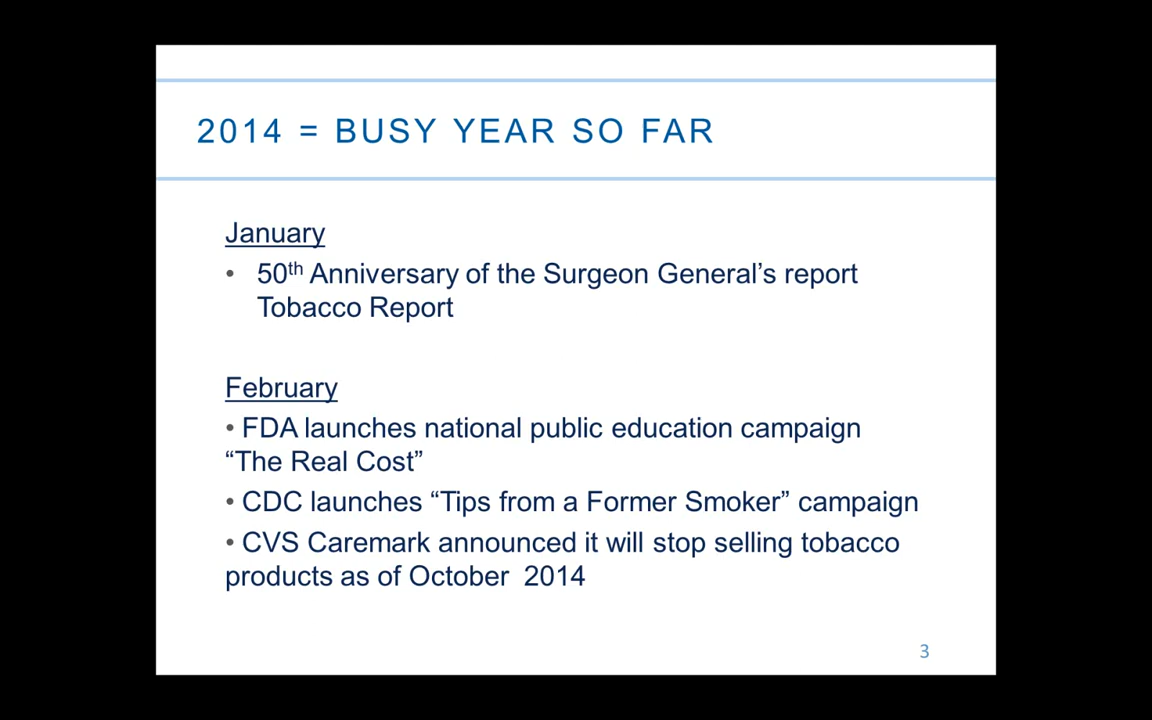 2014 = BUSY YEAR SO FAR
January
• 50th Anniversary of the Surgeon General’s report
Tobacco Report
February
• FDA launches national public education campaign
“The Real Cost”
• CDC launches “Tips from a Former Smoker” campaign
• CVS Caremark announced it will stop selling tobacco
products as of October  2014
3